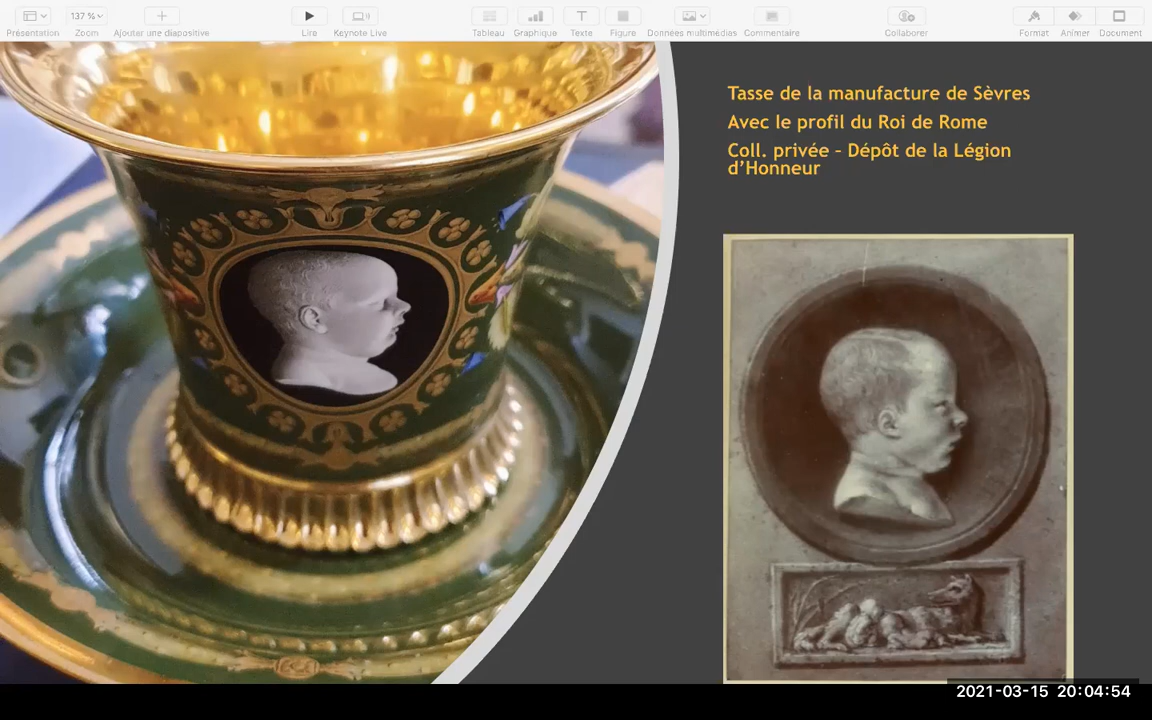 Présentation
Zoom
137 %
Ajouter une diapositive
Lire
Keynote Live
Tableau
Graphique
Texte
Figure
Données multimédias
Commentaire
Collaborer
Format
Animer
Document
Tasse de la manufacture de Sèvres
Avec le profil du Roi de Rome
Coll. privée – Dépôt de la Légion
d’Honneur
2021-03-15 20:04:54